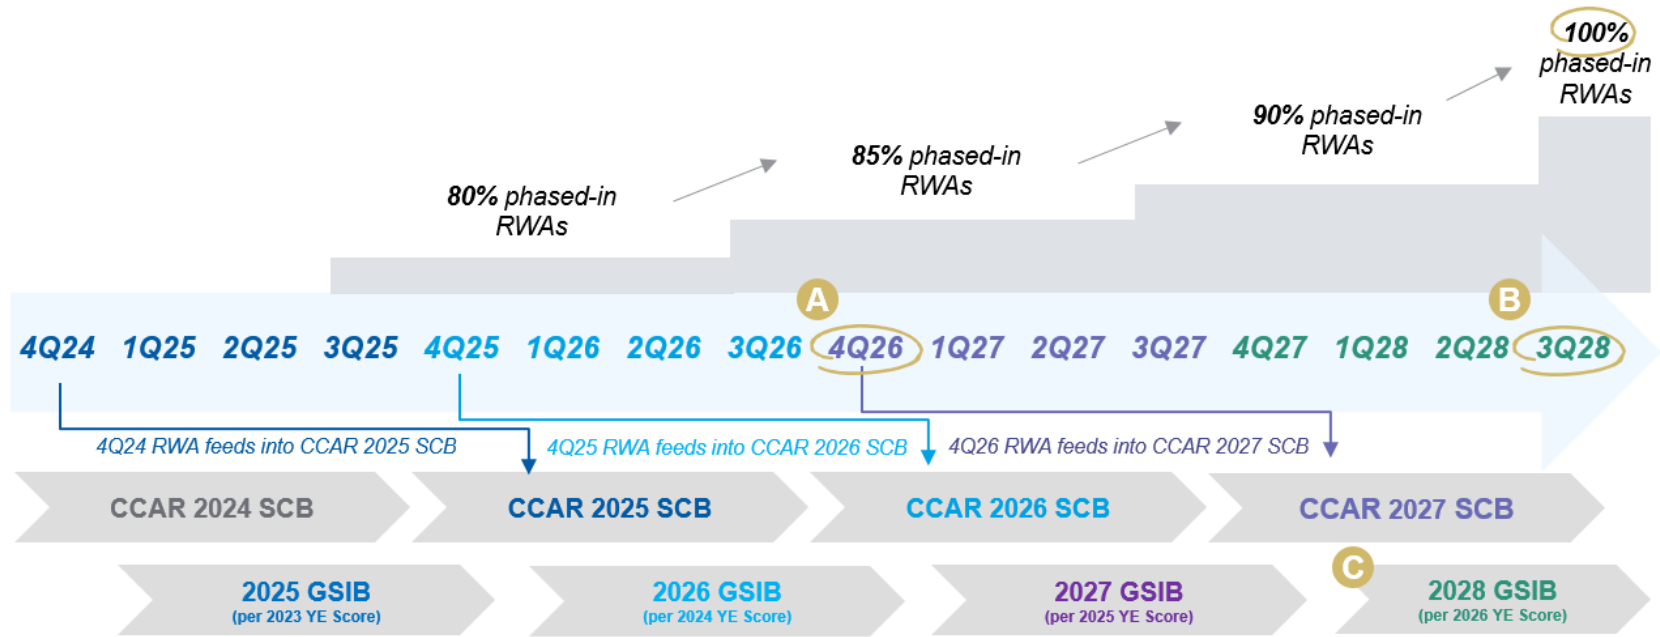 100%
phased-in
RWAs
90% phased-in
RWAs
85% phased-in
RWAs
80% phased-in
RWAs
A
B
4Q24 1Q25 2Q25 3Q25 4Q25 1Q26 2Q26 3Q26 4Q26 1Q27 2Q27 3Q27 4Q27 1Q28 2Q28 3Q28
4Q24 RWA feeds into CCAR 2025 SCB
4Q25 RWA feeds into CCAR 2026 SCB
4Q26 RWA feeds into CCAR 2027 SCB
CCAR 2024 SCB
CCAR 2025 SCB
CCAR 2026 SCB
CCAR 2027 SCB
2025 GSIB
(per 2023 YE Score)
2026 GSIB
(per 2024 YE Score)
2027 GSIB
(per 2025 YE Score)
C
2028 GSIB
(per 2026 YE Score)